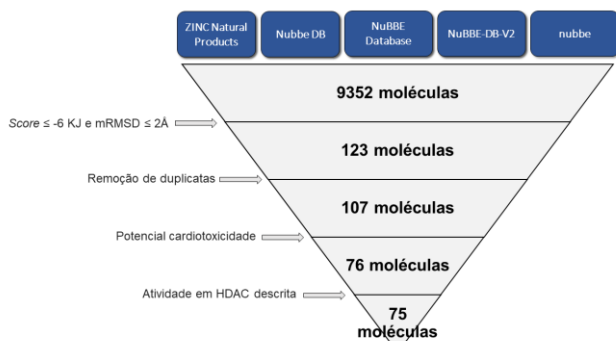 ZINC Natural
Products
Nubbe DB
NuBBE
Database
NuBBE-DB-V2
nubbe
9352 moléculas
Score ≤ -6 KJ e mRMSD ≤ 2Å
123 moléculas
Remoção de duplicatas
107 moléculas
Potencial cardiotoxicidade
76 moléculas
Atividade em HDAC descrita
75
moléculas